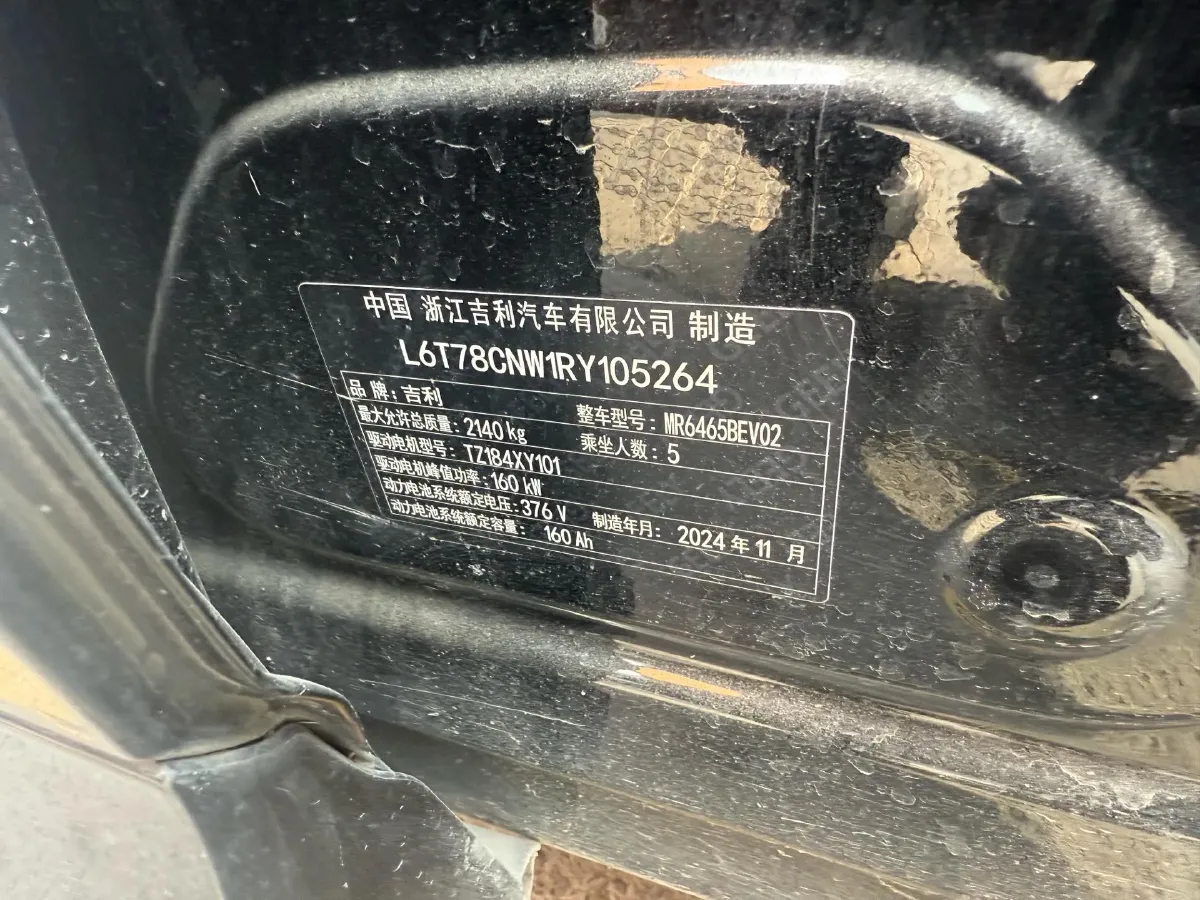 中国 浙江吉利汽车有限公司 制造
L6T78CNW1RY105264
品 牌：吉利 整车型号：MR6465BEV02
最大允许总质量：2140 kg 乘坐人数：5
驱动电机型号：TZ184XY101
驱动电机峰值功率：160 kW
动力电池系统额定电压：376 V 制造年月：2024 年 11 月
动力电池系统额定容量：160 Ah